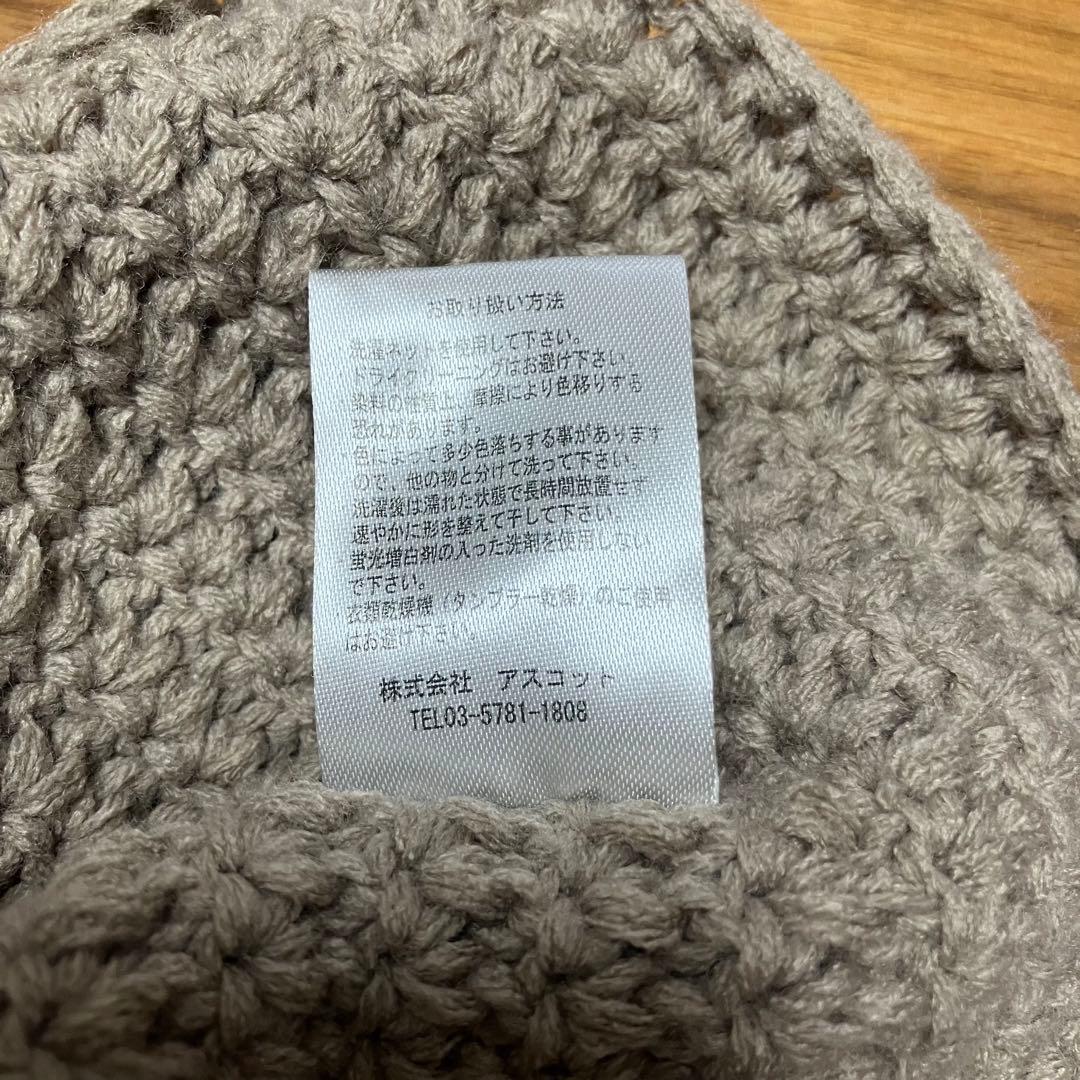 お取り扱い方法
洗濯ネットを使用して下さい。
ドライクリーニングはお避け下さい
染料の性質上、摩擦により色移りする
恐れがあります。
色によって多少色落ちする事があります
ので、他の物と分けて洗って下さい。
洗濯後は濡れた状態で長時間放置せず
速やかに形を整えて干して下さい。
蛍光増白剤の入った洗剤を使用しない
で下さい。
衣類乾燥機（タンブラー乾燥）のご使用
はお避け下さい。
株式会社 アスコット
TEL03-5781-1808